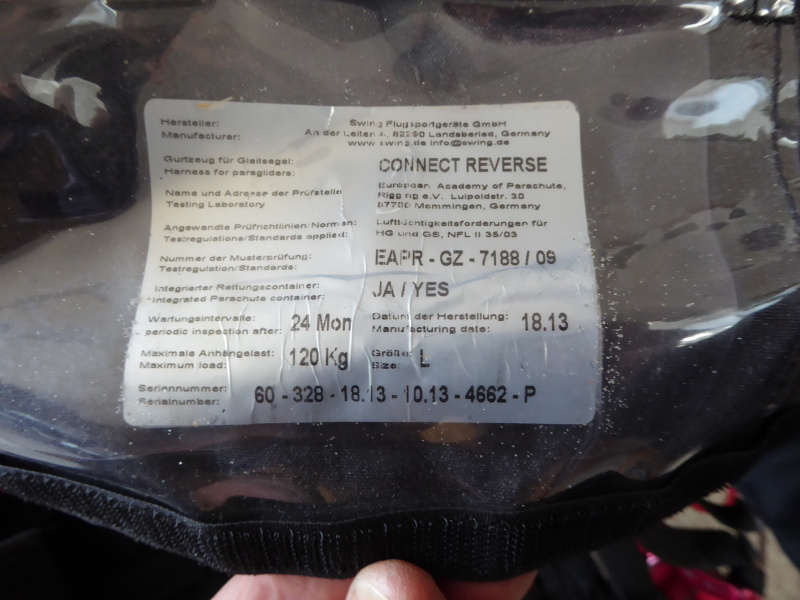 Hersteller: Swing Flugsportgeräte GmbH
Manufacturer: An der Leiten 4, 82290 Landsberied, Germany
www.swing.de info@swing.de
Gurtzeug für Gleitsegel: CONNECT REVERSE
Harness for paragliders:
Name und Adresse der Prüfstelle European Academy of Parachute,
Testing Laboratory Rigging e.V. Luipoldstr. 30
87700 Memmingen, Germany
Angewandte Prüfrichtlinien/Normen: Lufttüchtigkeitsforderungen für
Testregulations/Standards applied: HG und GS, NFL II 35/03
Nummer der Musterprüfung: EAPR - GZ - 7188 / 09
Testregulation/Standards:
Integrierter Rettungscontainer: JA / YES
Integrated Parachute container:
Wartungsintervalle: 24 Mon Datum der Herstellung: 18.13
periodic inspection after: Manufacturing date:
Maximale Anhängelast: 120 Kg Größe: L
Maximum load: Size:
Seriennummer: 60 - 328 - 18.13 - 10.13 - 4662 - P
Serialnumber: